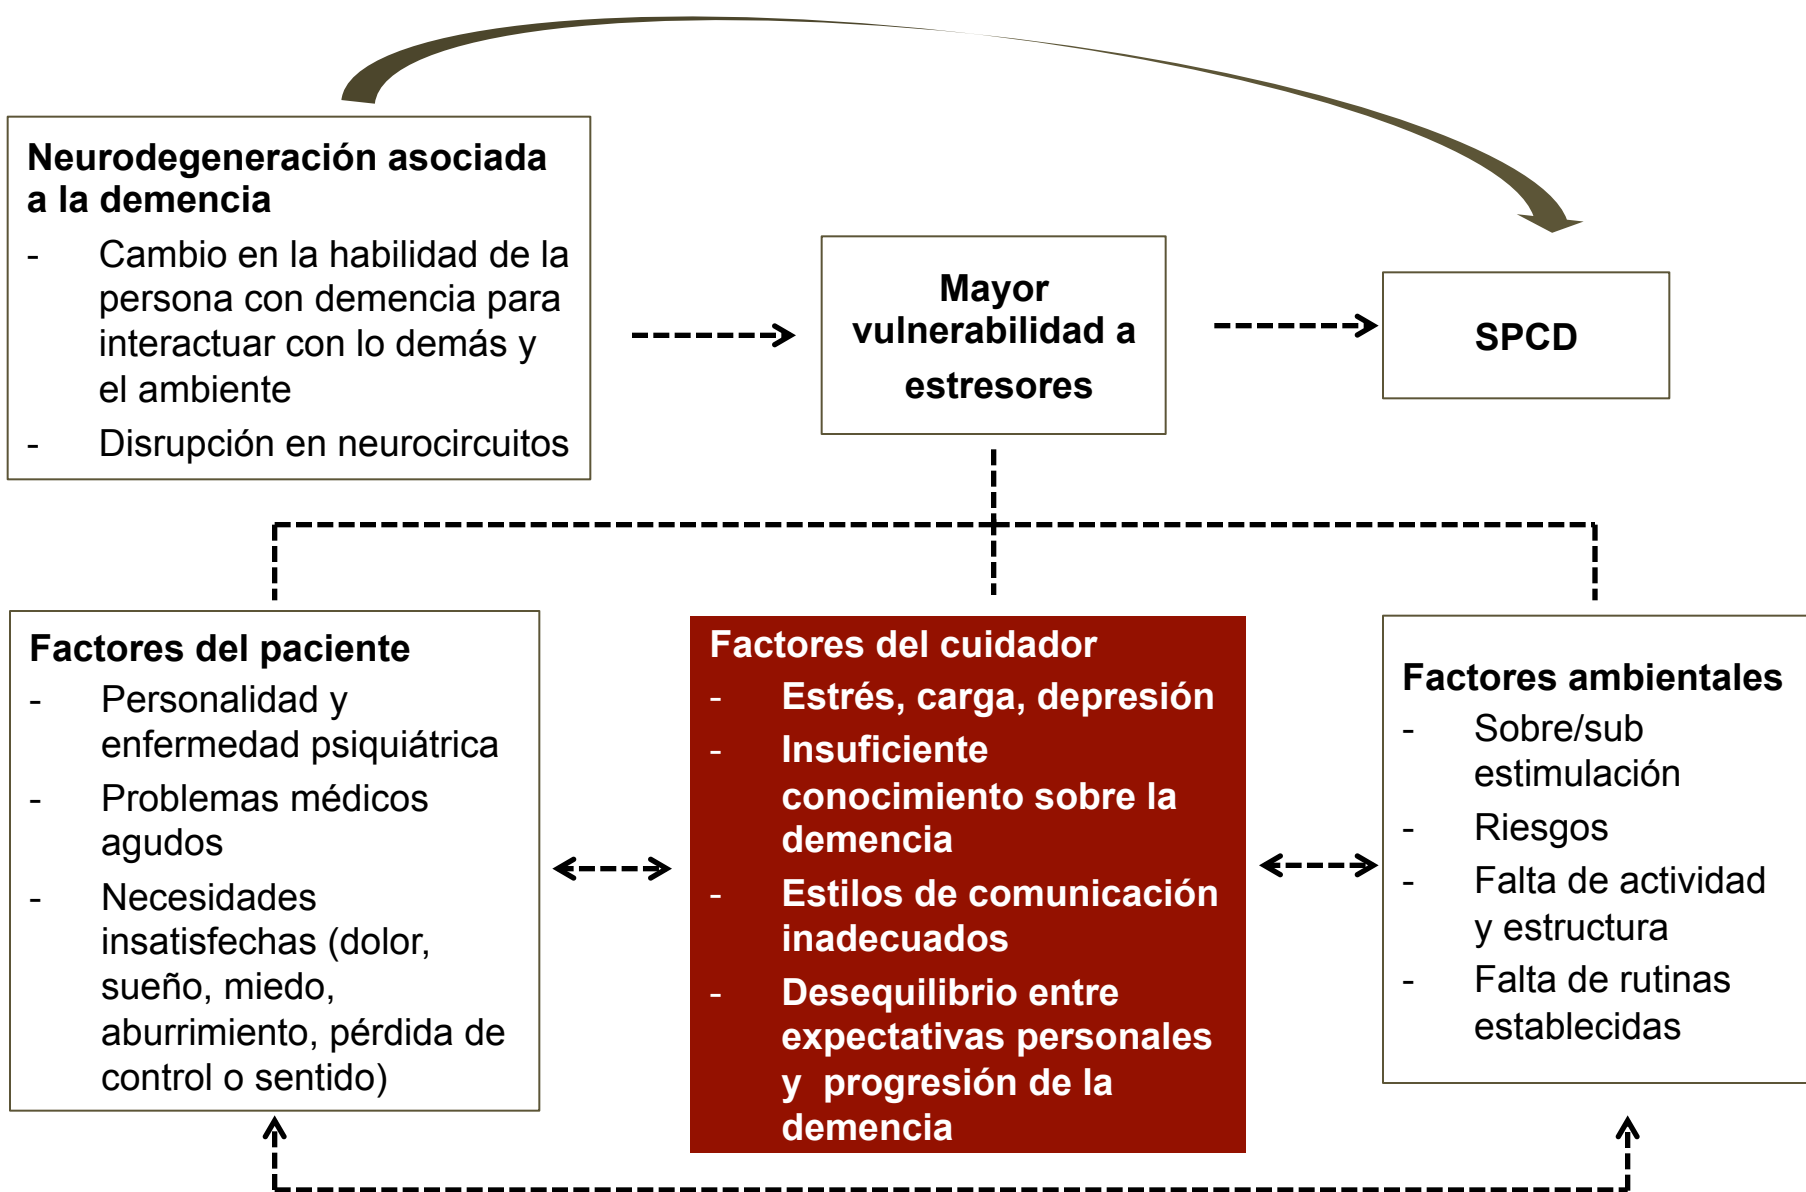 Neurodegeneración asociada
a la demencia
- Cambio en la habilidad de la
persona con demencia para
interactuar con lo demás y
el ambiente
- Disrupción en neurocircuitos
Mayor
vulnerabilidad a
estresores
SPCD
Factores del paciente
- Personalidad y
enfermedad psiquiátrica
- Problemas médicos
agudos
- Necesidades
insatisfechas (dolor,
sueño, miedo,
aburrimiento, pérdida de
control o sentido)
Factores del cuidador
- Estrés, carga, depresión
- Insuficiente
conocimiento sobre la
demencia
- Estilos de comunicación
inadecuados
- Desequilibrio entre
expectativas personales
y  progresión de la
demencia
Factores ambientales
- Sobre/sub
estimulación
- Riesgos
- Falta de actividad
y estructura
- Falta de rutinas
establecidas